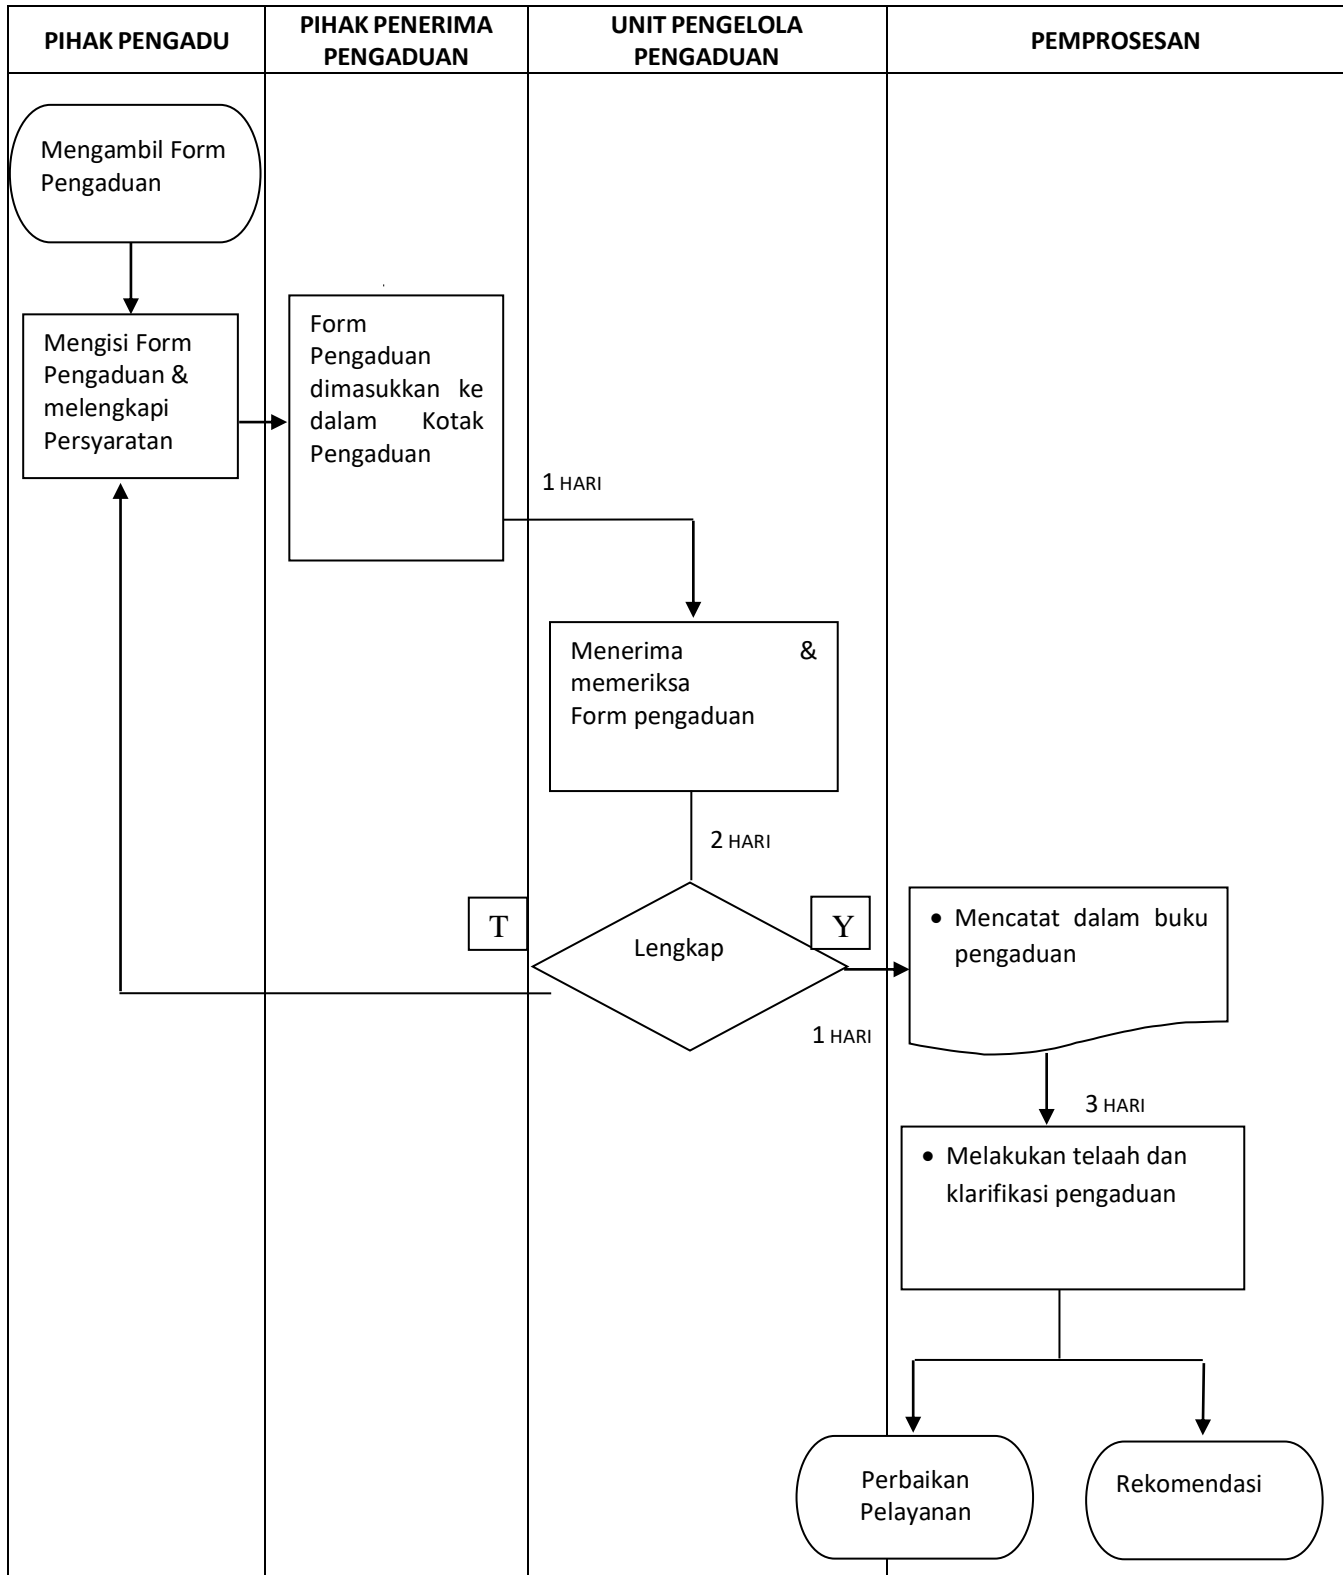 PIHAK PENGADU
PIHAK PENERIMA
PENGADUAN
UNIT PENGELOLA
PENGADUAN
PEMPROSESAN
Mengambil Form
Pengaduan
Mengisi Form
Pengaduan &
melengkapi
Persyaratan
Form
Pengaduan
dimasukkan ke
dalam Kotak
Pengaduan
1 HARI
Menerima &
memeriksa
Form pengaduan
2 HARI
T
Lengkap
Y
1 HARI
• Mencatat dalam buku
pengaduan
3 HARI
• Melakukan telaah dan
klarifikasi pengaduan
Perbaikan
Pelayanan
Rekomendasi